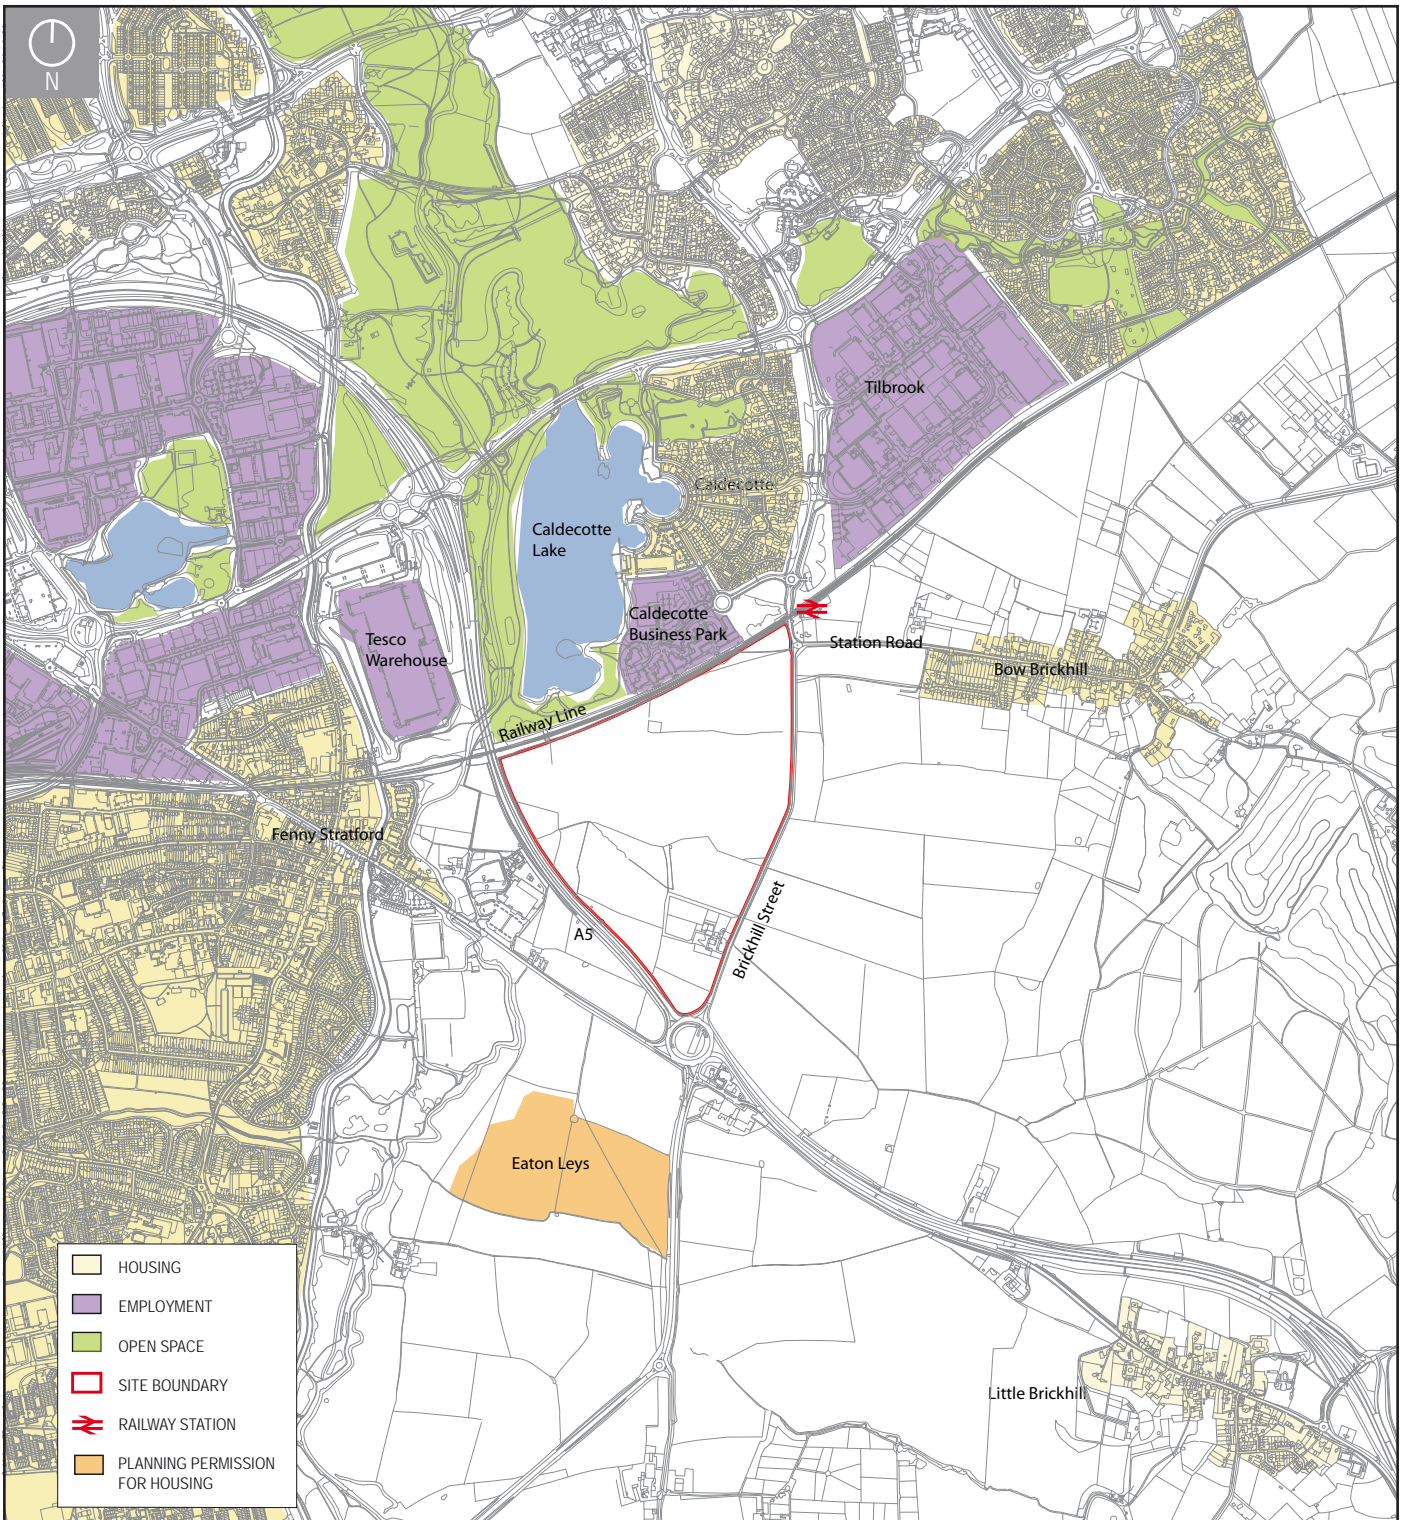 N
Tilbrook
Caldecotte
Caldecotte
Lake
Caldecotte
Business Park
Tesco
Warehouse
Station Road
Bow Brickhill
Railway Line
Fenny Stratford
A5
Brickhill Street
Eaton Leys
Little Brickhill
HOUSING
EMPLOYMENT
OPEN SPACE
SITE BOUNDARY
RAILWAY STATION
PLANNING PERMISSION
FOR HOUSING